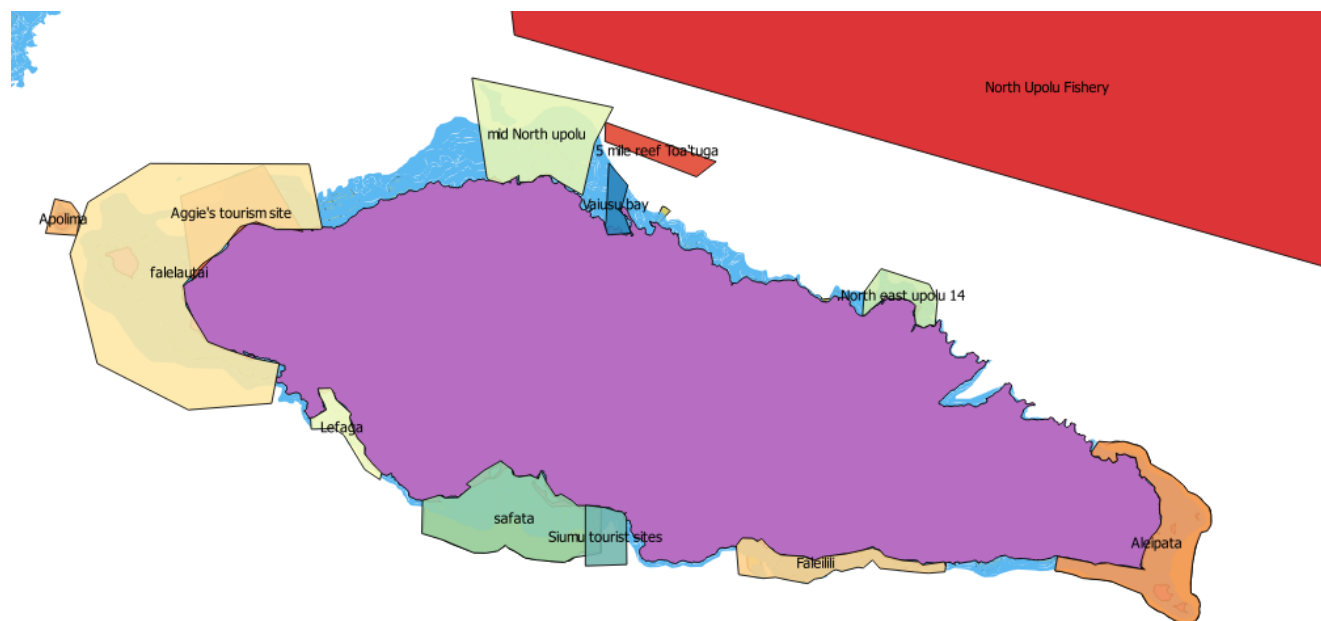 North Upolu Fishery
mid North upolu
5 mile reef Toa'tuga
Vaiusu bay
Aggie's tourism site
Apolima
falelautai
North east upolu 14
Lefaga
safata
Siumu tourist sites
Aleipata
Faleilili